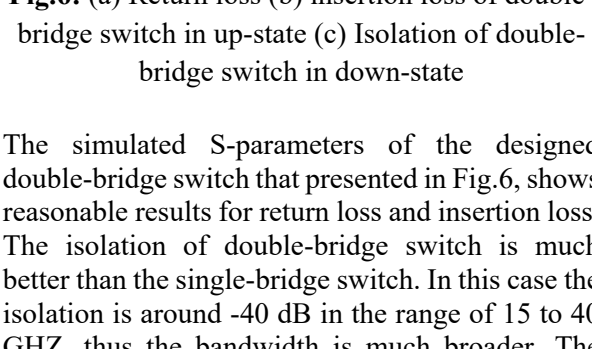 Fig.6: (a) Return loss (b) insertion loss of double-
bridge switch in up-state (c) Isolation of double-
bridge switch in down-state
The simulated S-parameters of the designed
double-bridge switch that presented in Fig.6, shows
reasonable results for return loss and insertion loss
The isolation of double-bridge switch is much
better than the single-bridge switch. In this case the
isolation is around -40 dB in the range of 15 to 40
GHZ, thus the bandwidth is much broader. The